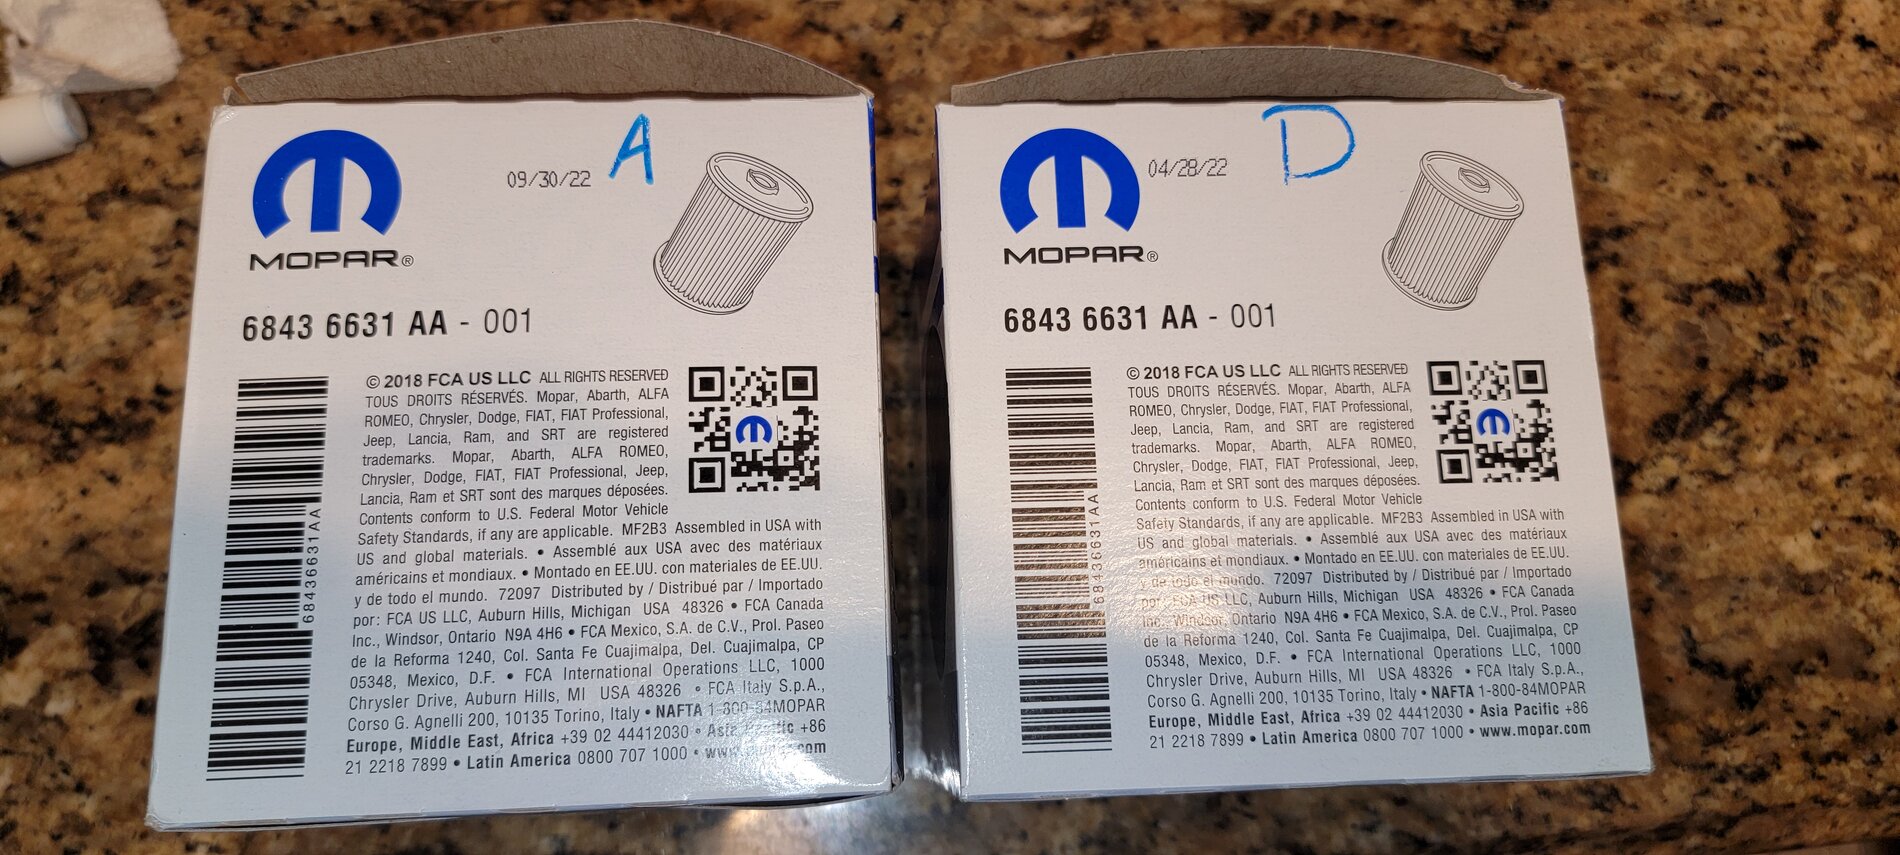 09/30/22 A
MOPAR®
6843 6631 AA - 001
68436631AA
© 2018 FCA US LLC ALL RIGHTS RESERVED
TOUS DROITS RÉSERVÉS. Mopar, Abarth, ALFA
ROMEO, Chrysler, Dodge, FIAT, FIAT Professional,
Jeep, Lancia, Ram, and SRT are registered
trademarks. Mopar, Abarth, ALFA ROMEO,
Chrysler, Dodge, FIAT, FIAT Professional, Jeep,
Lancia, Ram et SRT sont des marques déposées.
Contents conform to U.S. Federal Motor Vehicle
Safety Standards, if any are applicable. MF2B3 Assembled in USA with
US and global materials. • Assemblé aux USA avec des matériaux
américains et mondiaux. • Montado en EE.UU. con materiales de EE.UU.
y de todo el mundo. 72097 Distributed by / Distribué par / Importado
por: FCA US LLC, Auburn Hills, Michigan USA 48326 • FCA Canada
Inc., Windsor, Ontario N9A 4H6 • FCA Mexico, S.A. de C.V., Prol. Paseo
de la Reforma 1240, Col. Santa Fe Cuajimalpa, Del. Cuajimalpa, CP
05348, Mexico, D.F. • FCA International Operations LLC, 1000
Chrysler Drive, Auburn Hills, MI USA 48326 • FCA Italy S.p.A.,
Corso G. Agnelli 200, 10135 Torino, Italy • NAFTA 1-800-84MOPAR
Europe, Middle East, Africa +39 02 44412030 • Asia Pacific +86
21 2218 7899 • Latin America 0800 707 1000 • www.mopar.com
04/28/22 D
MOPAR®
6843 6631 AA - 001
68436631AA
© 2018 FCA US LLC ALL RIGHTS RESERVED
TOUS DROITS RÉSERVÉS. Mopar, Abarth, ALFA
ROMEO, Chrysler, Dodge, FIAT, FIAT Professional,
Jeep, Lancia, Ram, and SRT are registered
trademarks. Mopar, Abarth, ALFA ROMEO,
Chrysler, Dodge, FIAT, FIAT Professional, Jeep,
Lancia, Ram et SRT sont des marques déposées.
Contents conform to U.S. Federal Motor Vehicle
Safety Standards, if any are applicable. MF2B3 Assembled in USA with
US and global materials. • Assemblé aux USA avec des matériaux
américains et mondiaux. • Montado en EE.UU. con materiales de EE.UU.
y de todo el mundo. 72097 Distributed by / Distribué par / Importado
por: FCA US LLC, Auburn Hills, Michigan USA 48326 • FCA Canada
Inc., Windsor, Ontario N9A 4H6 • FCA Mexico, S.A. de C.V., Prol. Paseo
de la Reforma 1240, Col. Santa Fe Cuajimalpa, Del. Cuajimalpa, CP
05348, Mexico, D.F. • FCA International Operations LLC, 1000
Chrysler Drive, Auburn Hills, MI USA 48326 • FCA Italy S.p.A.,
Corso G. Agnelli 200, 10135 Torino, Italy • NAFTA 1-800-84MOPAR
Europe, Middle East, Africa +39 02 44412030 • Asia Pacific +86
21 2218 7899 • Latin America 0800 707 1000 • www.mopar.com